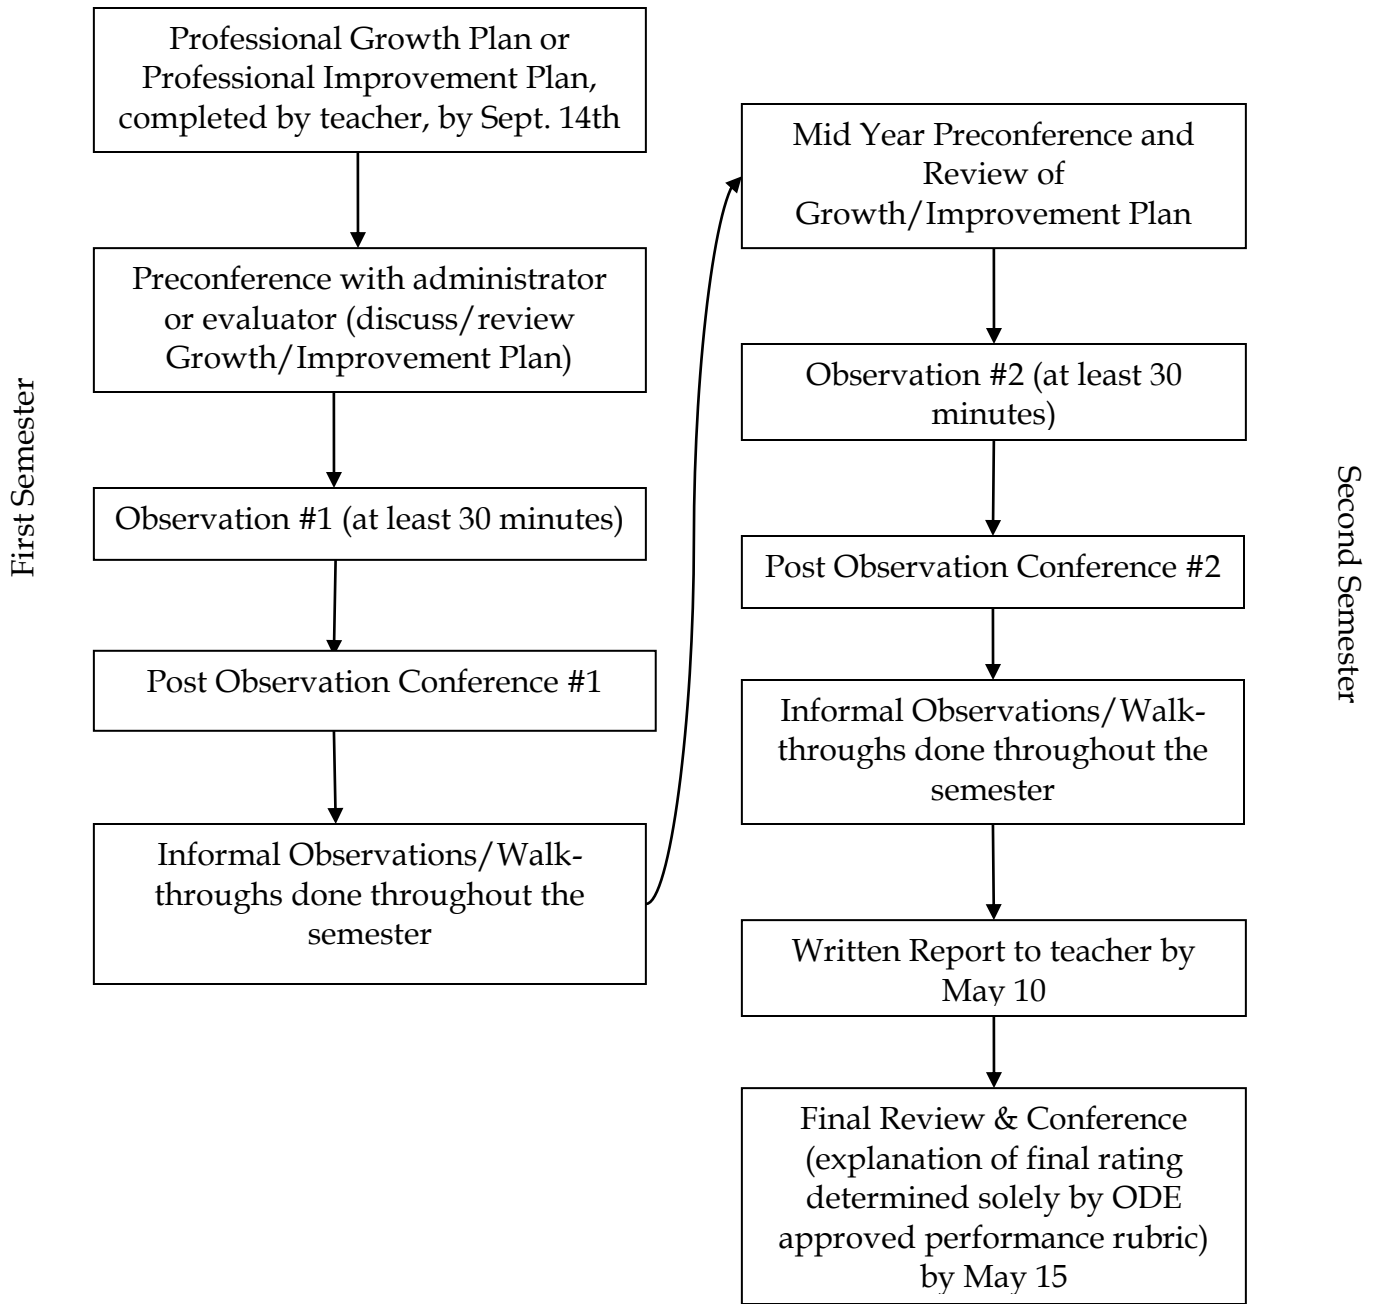 First Semester
Professional Growth Plan or
Professional Improvement Plan,
completed by teacher, by Sept. 14th
Preconference with administrator
or evaluator (discuss/review
Growth/Improvement Plan)
Observation #1 (at least 30 minutes)
Post Observation Conference #1
Informal Observations/Walk-
throughs done throughout the
semester
Mid Year Preconference and
Review of
Growth/Improvement Plan
Observation #2 (at least 30
minutes)
Post Observation Conference #2
Informal Observations/Walk-
throughs done throughout the
semester
Written Report to teacher by
May 10
Final Review & Conference
(explanation of final rating
determined solely by ODE
approved performance rubric)
by May 15
Second Semester